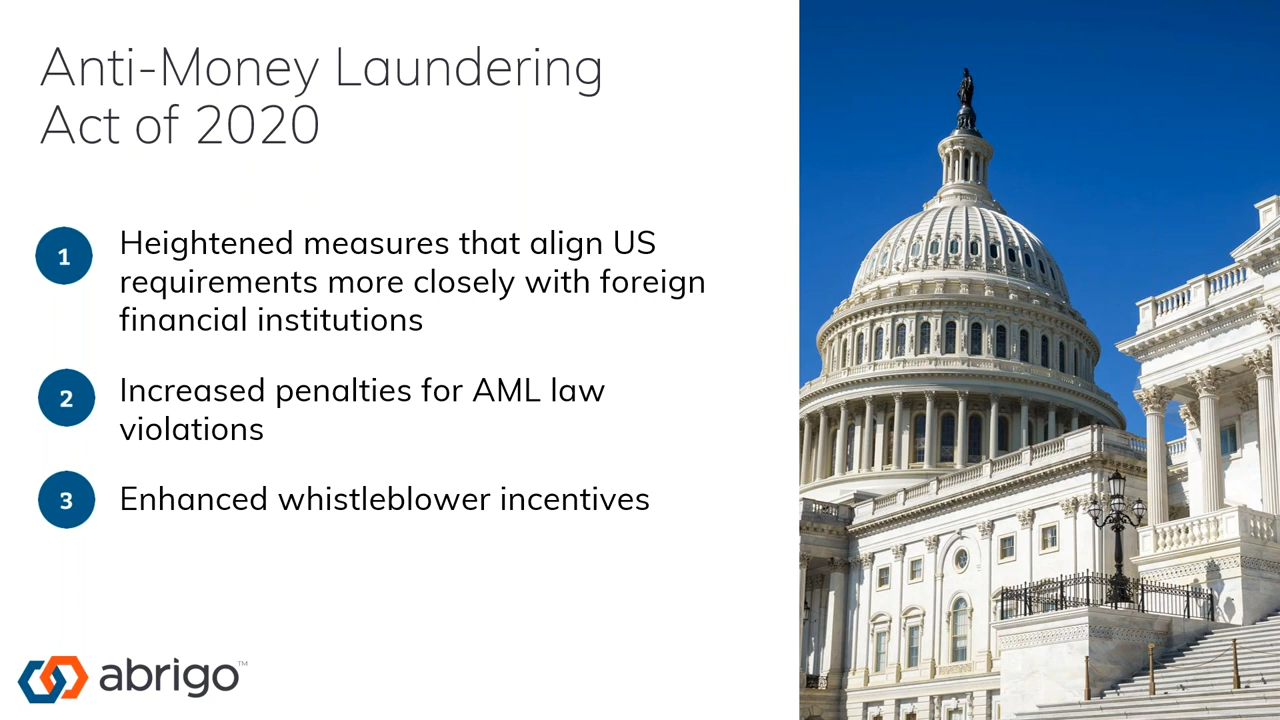 Anti-Money Laundering
Act of 2020
1
Heightened measures that align US
requirements more closely with foreign
financial institutions
2
Increased penalties for AML law
violations
3
Enhanced whistleblower incentives
abrigo™